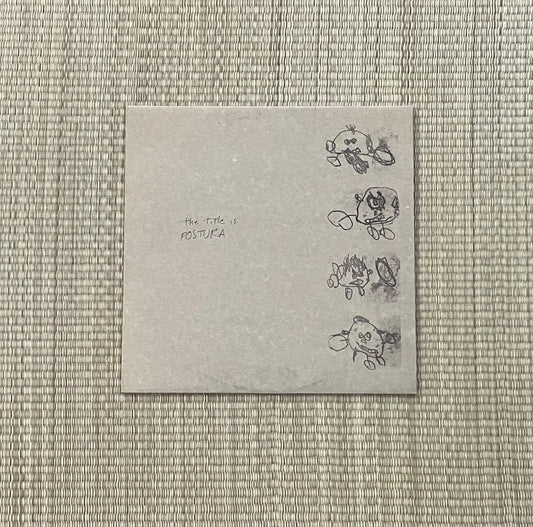 the title is
POSTURA